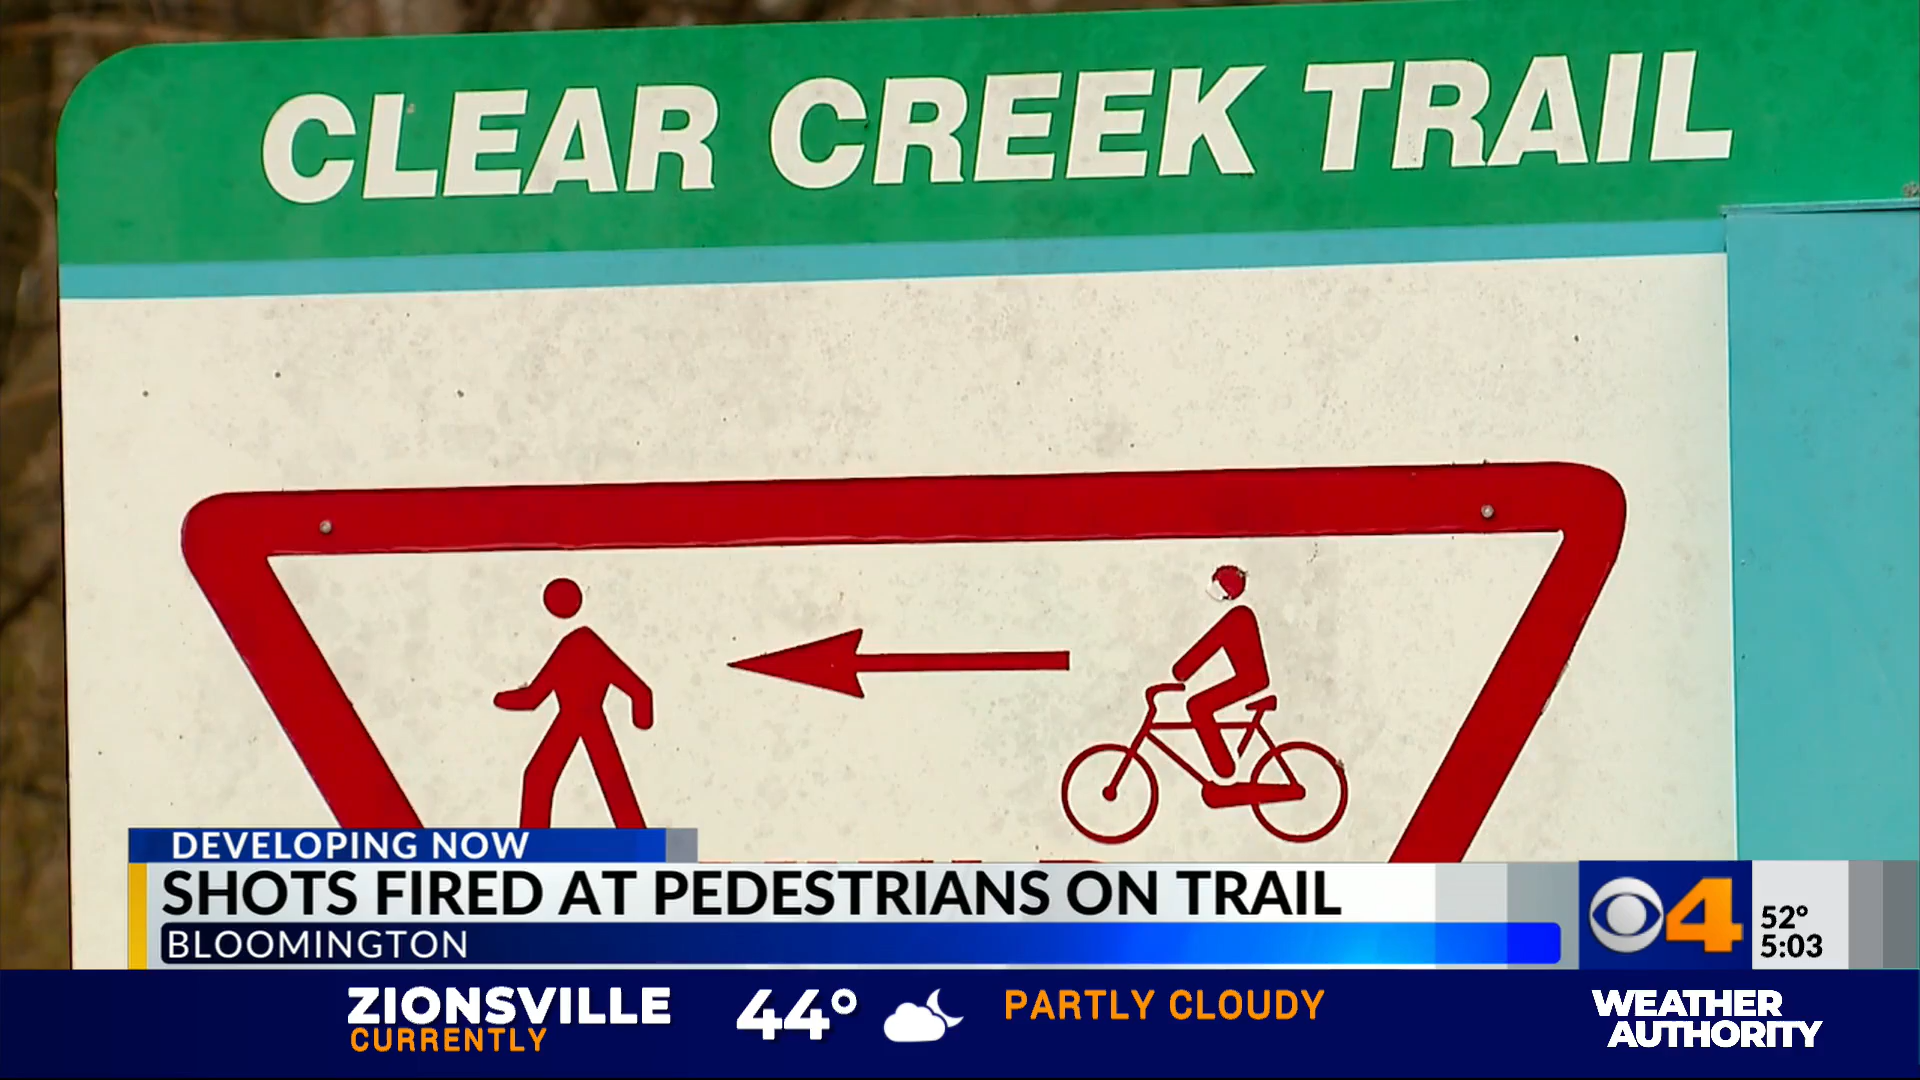 CLEAR CREEK TRAIL
DEVELOPING NOW
SHOTS FIRED AT PEDESTRIANS ON TRAIL
BLOOMINGTON
4
52°
5:03
ZIONSVILLE
CURRENTLY
44°
PARTLY CLOUDY
WEATHER
AUTHORITY